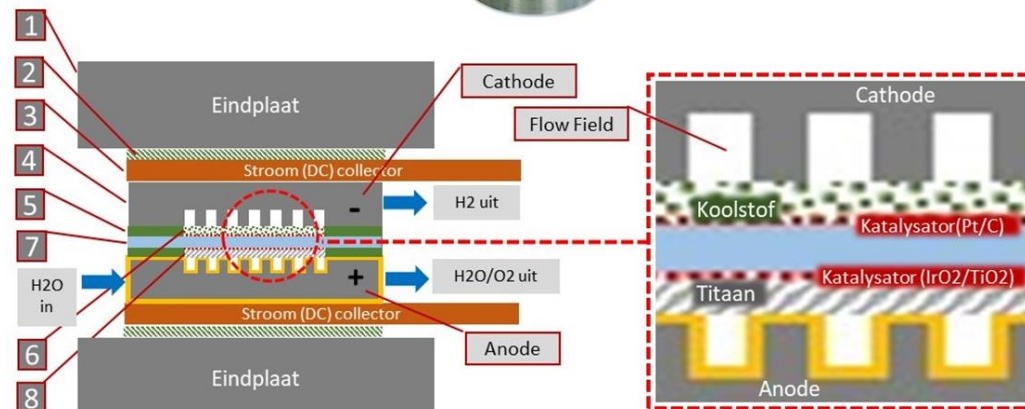 1
2
3
4
5
7
6
8
Eindplaat
Cathode
Flow Field
Stroom (DC) collector
-
H2 uit
H2O
in
+
H2O/O2 uit
Stroom (DC) collector
Anode
Eindplaat
Cathode
Koolstof
Katalysator(Pt/C)
Katalysator (IrO2/TiO2)
Titaan
Anode